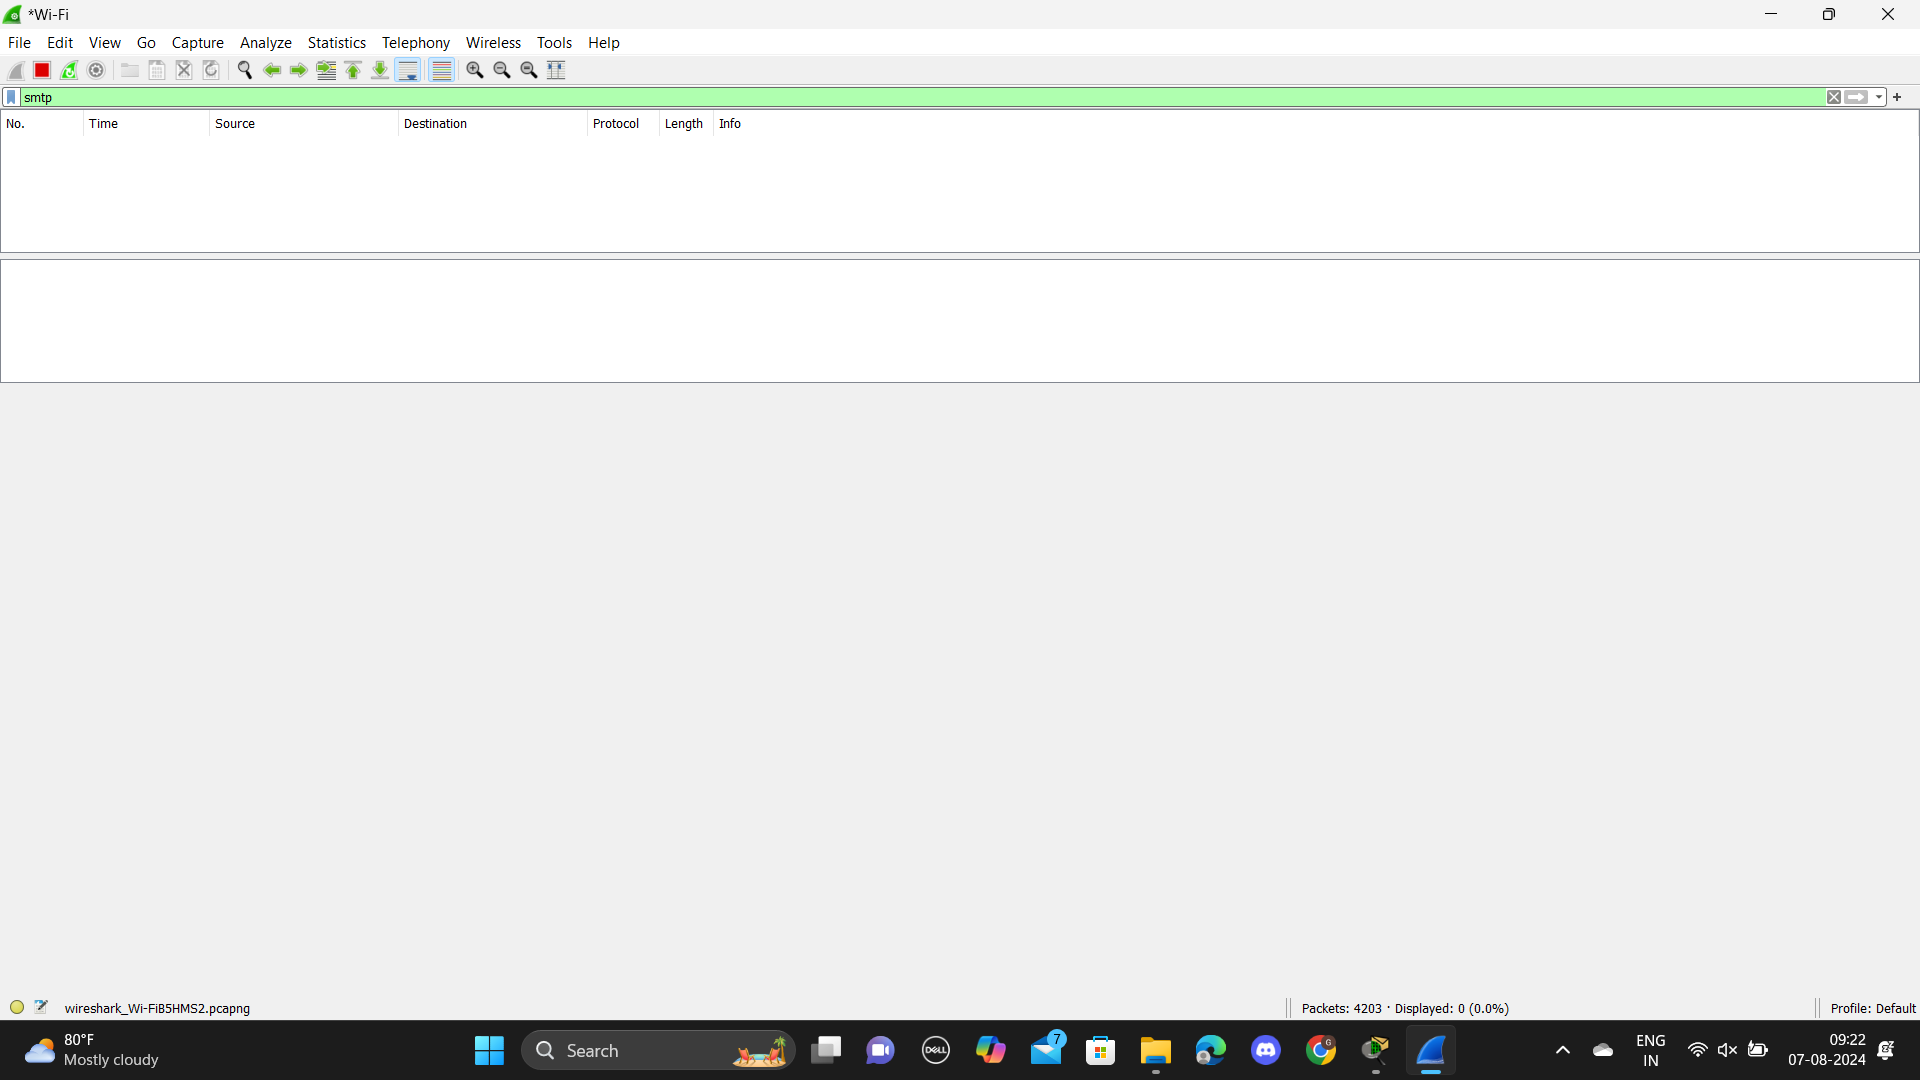 *Wi-Fi
File Edit View Go Capture Analyze Statistics Telephony Wireless Tools Help
smtp
No. Time Source Destination Protocol Length Info
wireshark_Wi-FiB5HMS2.pcapng Packets: 4203 · Displayed: 0 (0.0%) Profile: Default
80°F
Mostly cloudy
Search
DELL
7
G
ENG
IN
09:22
07-08-2024